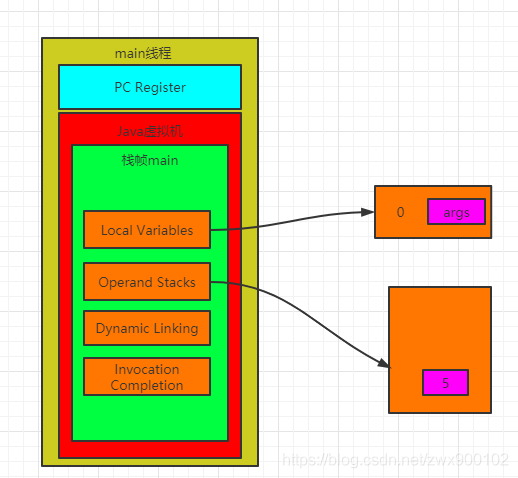 main线程
PC Register
Java虚拟机
栈帧main
Local Variables
Operand Stacks
Dynamic Linking
Invocation
Completion
0 args
5
https://blog.csdn.net/zwx900102